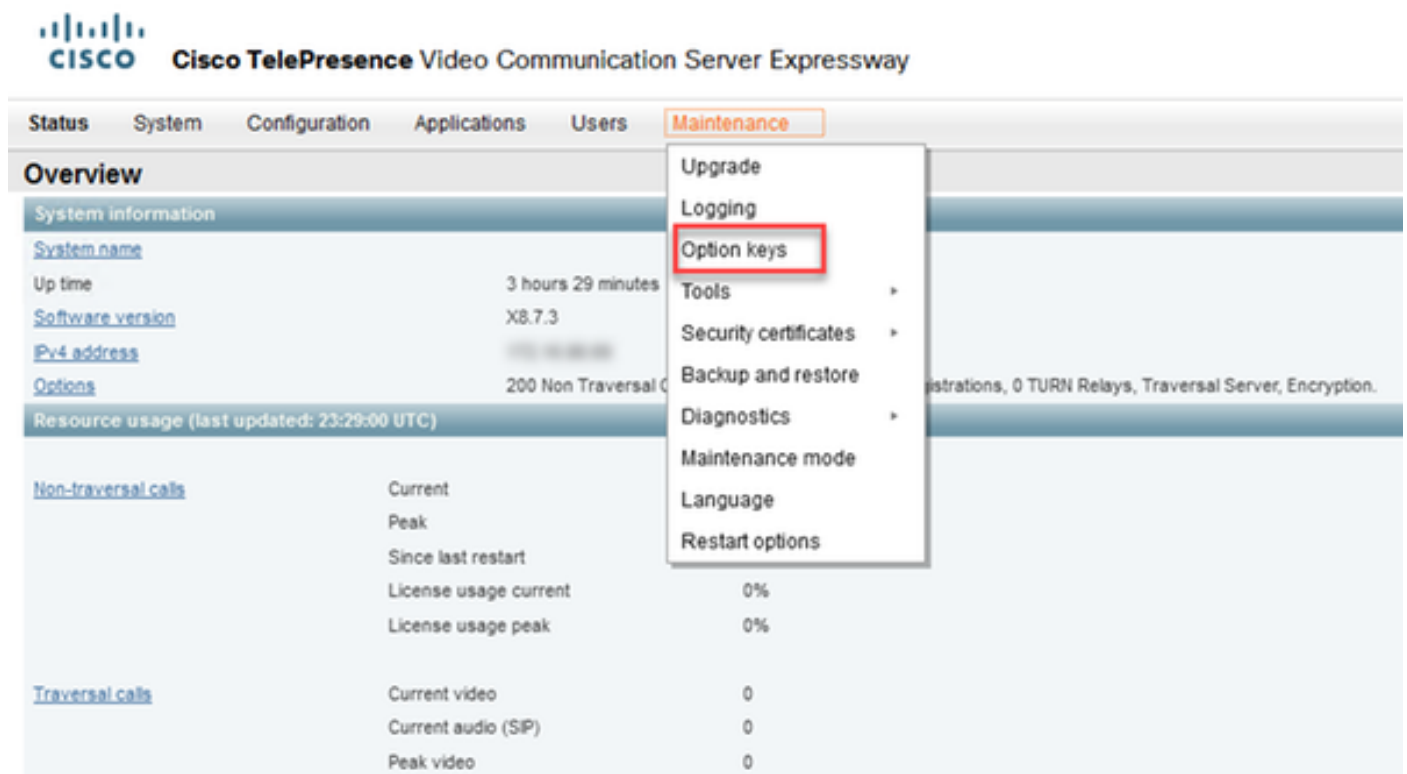 CISCO Cisco TelePresence Video Communication Server Expressway
Status System Configuration Applications Users Maintenance
Overview
System information
System name
Up time 3 hours 29 minutes
Software version X8.7.3
IPv4 address
Options 200 Non Traversal istrations, 0 TURN Relays, Traversal Server, Encryption.
Resource usage (last updated: 23:29:00 UTC)
Non-traversal calls Current
Peak
Since last restart
License usage current 0%
License usage peak 0%
Traversal calls Current video 0
Current audio (SIP) 0
Peak video 0
Upgrade
Logging
Option keys
Tools
Security certificates
Backup and restore
Diagnostics
Maintenance mode
Language
Restart options